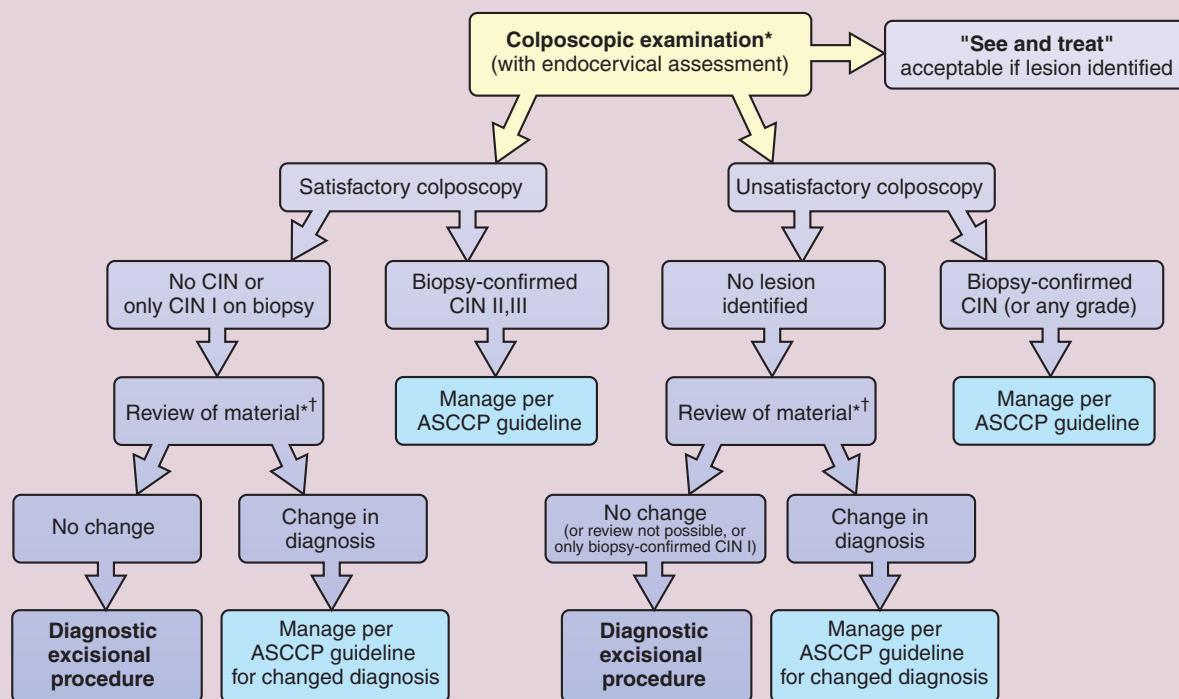 Colposcopic examination*
(with endocervical assessment)
"See and treat"
acceptable if lesion identified
Satisfactory colposcopy
Unsatisfactory colposcopy
No CIN or
only CIN I on biopsy
Biopsy-confirmed
CIN II,III
No lesion
identified
Biopsy-confirmed
CIN (or any grade)
Review of material*†
Manage per
ASCCP guideline
Review of material*†
Manage per
ASCCP guideline
No change
Change in
diagnosis
No change
(or review not possible, or
only biopsy-confirmed CIN I)
Change in
diagnosis
Diagnostic
excisional
procedure
Manage per
ASCCP guideline
for changed diagnosis
Diagnostic
excisional
procedure
Manage per
ASCCP guideline
for changed diagnosis